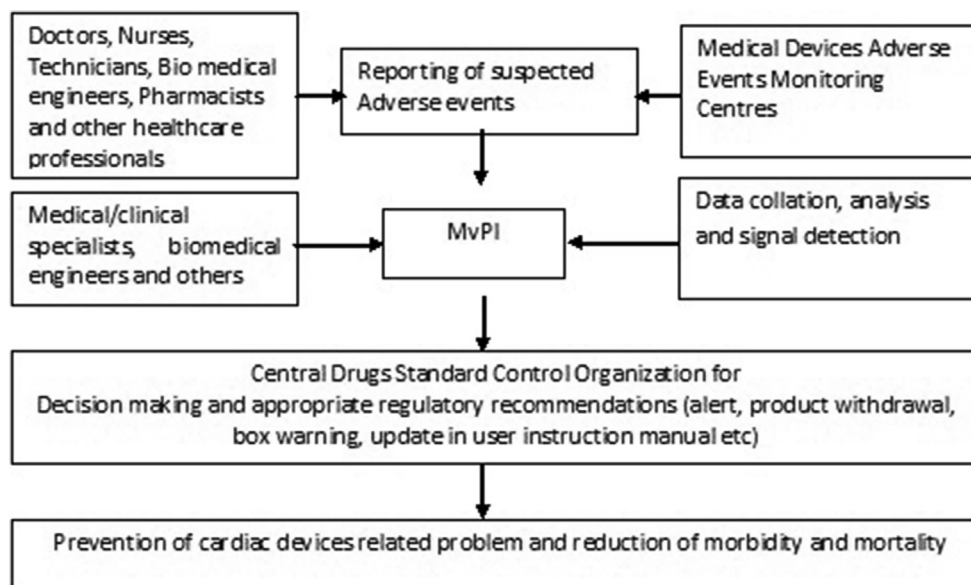 Doctors, Nurses,
Technicians, Bio medical
engineers, Pharmacists
and other healthcare
professionals
Reporting of suspected
Adverse events
Medical Devices Adverse
Events Monitoring
Centres
Medical/clinical
specialists, biomedical
engineers and others
MvPI
Data collation, analysis
and signal detection
Central Drugs Standard Control Organization for
Decision making and appropriate regulatory recommendations (alert, product withdrawal,
box warning, update in user instruction manual etc)
Prevention of cardiac devices related problem and reduction of morbidity and mortality